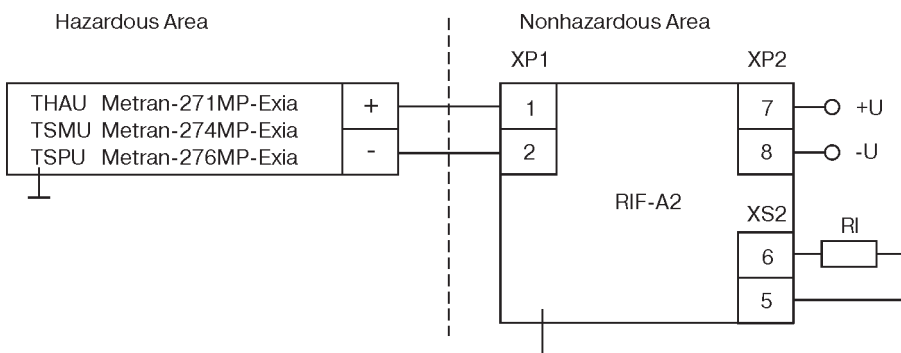 Hazardous Area
Nonhazardous Area
XP1
XP2
THAU Metran-271MP-Exia
TSMU Metran-274MP-Exia
TSPU Metran-276MP-Exia
+
-
1
2
7
8
+U
-U
RIF-A2
XS2
RI
6
5